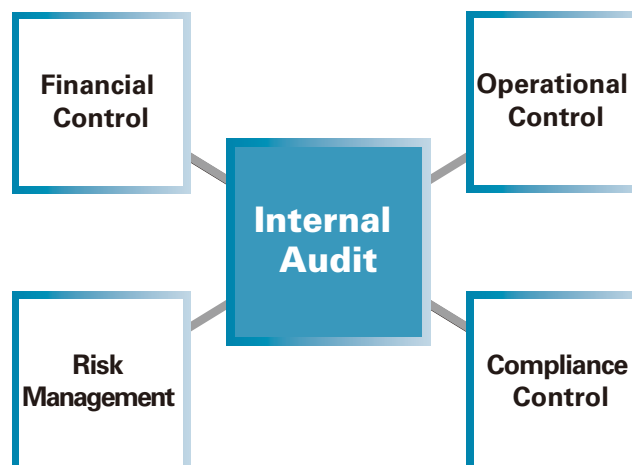 Financial
Control
Operational
Control
Internal
Audit
Risk
Management
Compliance
Control